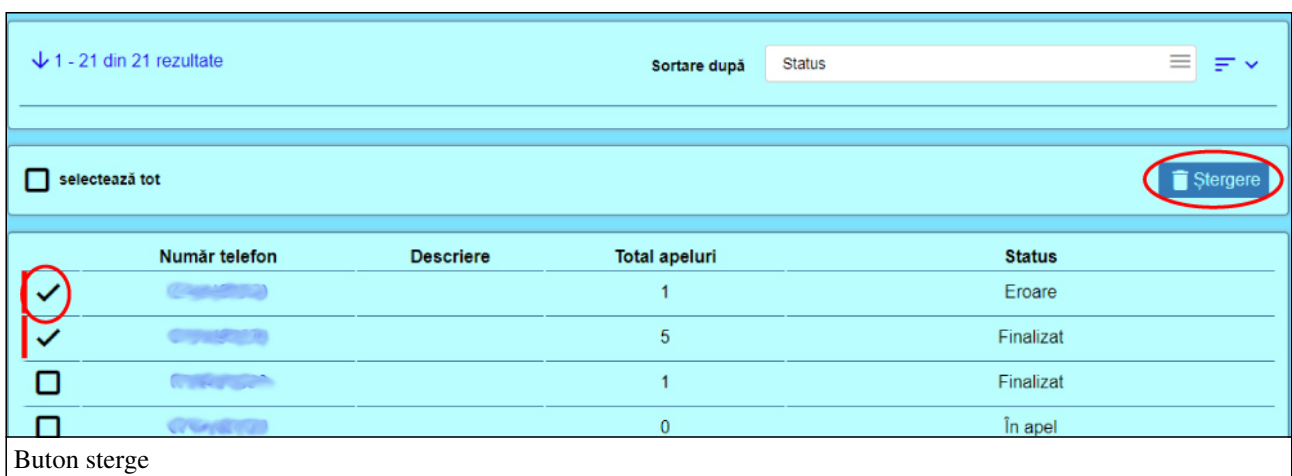 1 - 21 din 21 rezultate Sortare după Status
selectează tot Ștergere
Număr telefon Descriere Total apeluri Status
1 Eroare
5 Finalizat
1 Finalizat
0 În apel
Buton sterge